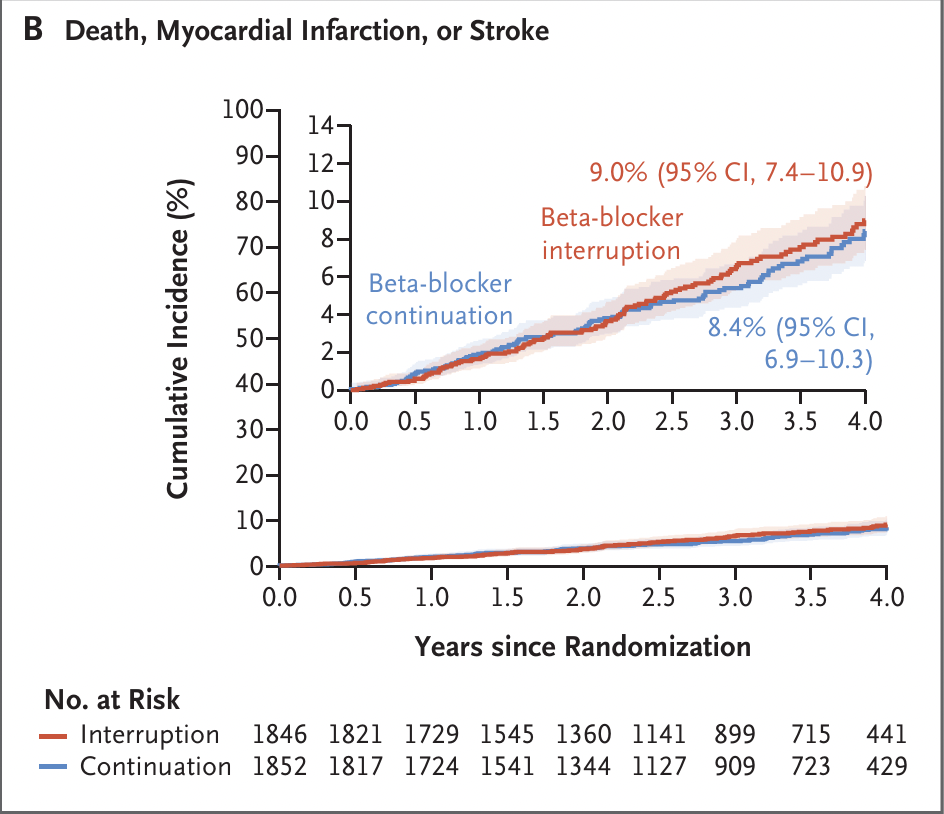 B Death, Myocardial Infarction, or Stroke
Cumulative Incidence (%)
100
90
80
70
60
50
40
30
20
10
0
14
12
10
8
6
4
2
0
9.0% (95% CI, 7.4–10.9)
Beta-blocker
interruption
Beta-blocker
continuation
8.4% (95% CI,
6.9–10.3)
0.0 0.5 1.0 1.5 2.0 2.5 3.0 3.5 4.0
0.0 0.5 1.0 1.5 2.0 2.5 3.0 3.5 4.0
Years since Randomization
No. at Risk
Interruption 1846 1821 1729 1545 1360 1141 899 715 441
Continuation 1852 1817 1724 1541 1344 1127 909 723 429